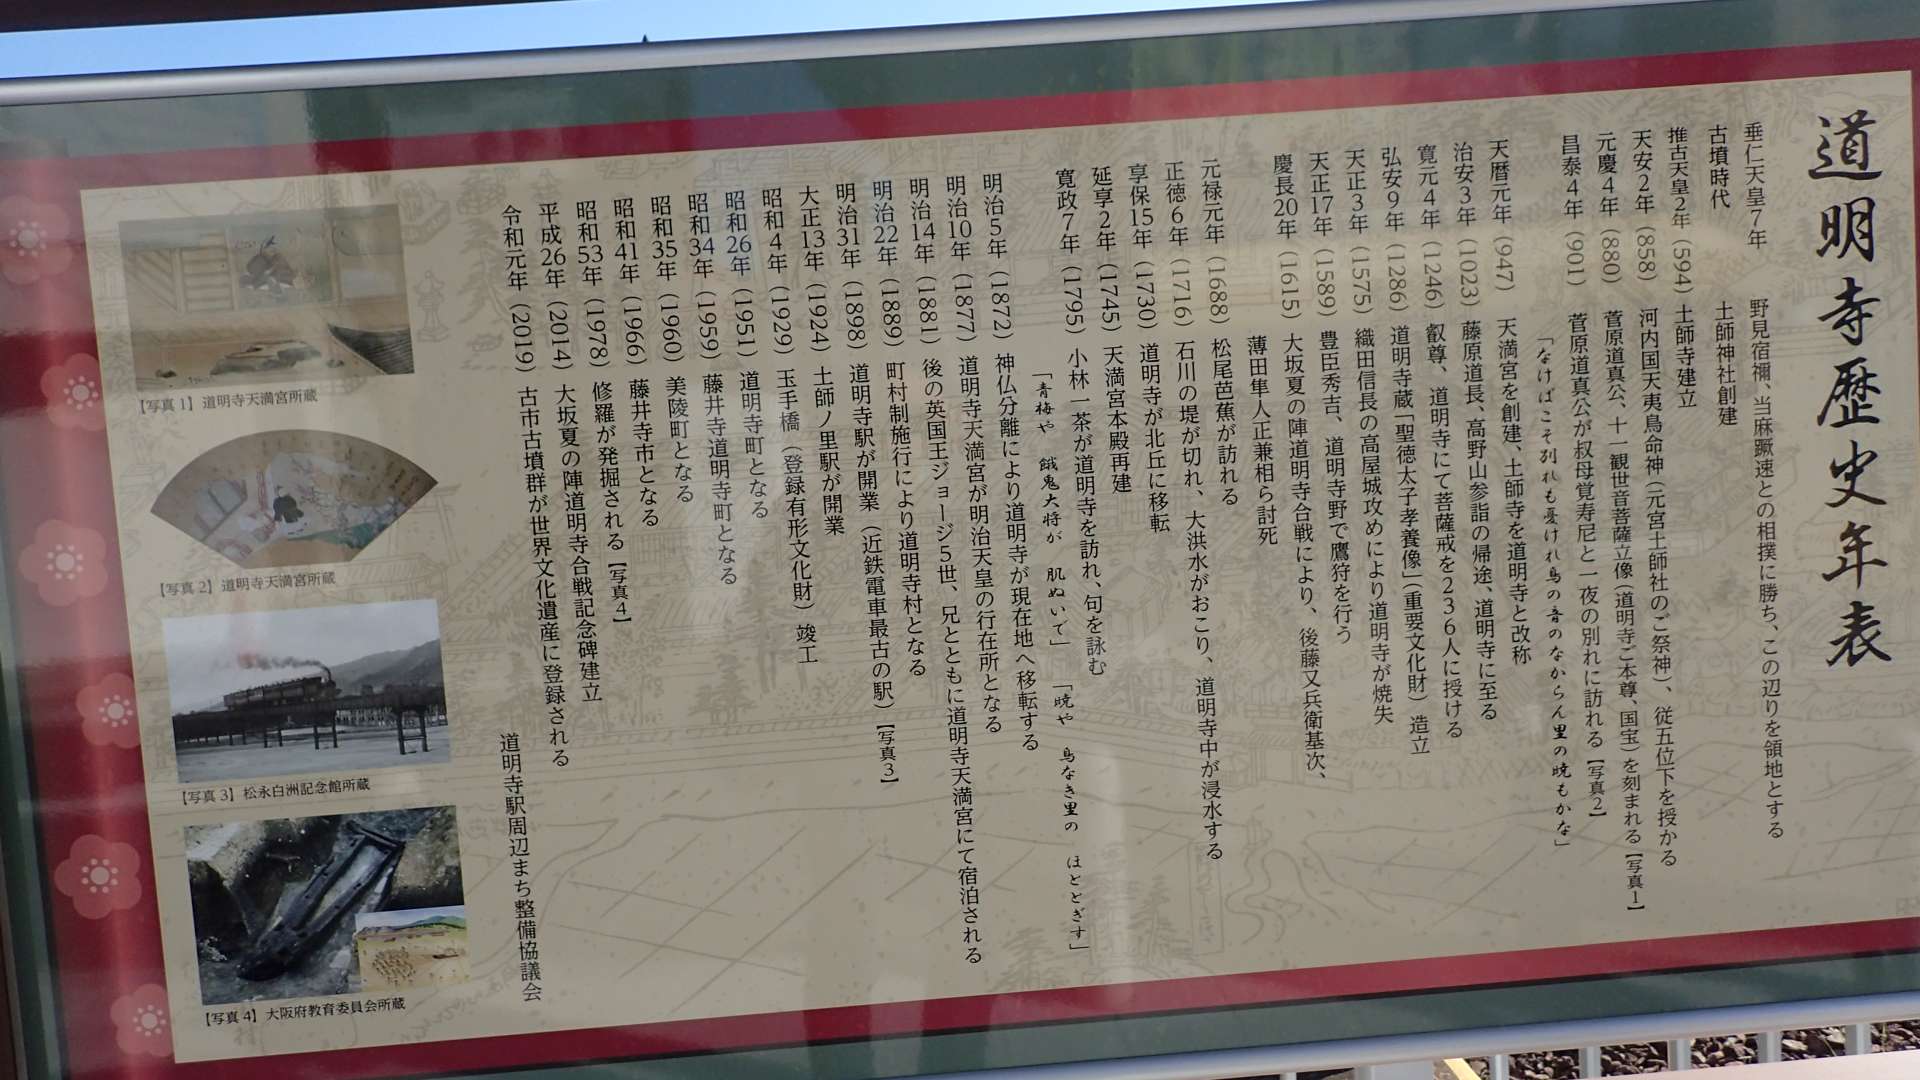 道明寺歴史年表
垂仁天皇7年 野見宿禰、当麻蹶速との相撲に勝ち、この辺りを領地とする
古墳時代 土師神社創建
推古天皇2年（594）土師寺建立
天安2年（858）河内国天夷鳥命神（元宮土師社のご祭神）、従五位下を授かる
元慶4年（880）菅原道真公、十一観世音菩薩立像（道明寺ご本尊、国宝）を刻まれる【写真1】
昌泰4年（901）菅原道真公が叔母覚寿尼と一夜の別れに訪れる【写真2】
「なけばこそ別れも憂けれ鳥の音のなからん里の暁もかな」
天暦元年（947）天満宮を創建、土師寺を道明寺と改称
治安3年（1023）藤原道長、高野山参詣の帰途、道明寺に至る
寛元4年（1246）叡尊、道明寺にて菩薩戒を236人に授ける
弘安9年（1286）道明寺蔵「聖徳太子孝養像」（重要文化財）造立
天正3年（1575）織田信長の高屋城攻めにより道明寺が焼失
天正17年（1589）豊臣秀吉、道明寺野で鷹狩を行う
慶長20年（1615）大坂夏の陣道明寺合戦により、後藤又兵衛基次、
薄田隼人正兼相ら討死
元禄元年（1688）松尾芭蕉が訪れる
正徳6年（1716）石川の堤が切れ、大洪水がおこり、道明寺中が浸水する
享保15年（1730）道明寺が北丘に移転
延享2年（1745）天満宮本殿再建
寛政7年（1795）小林一茶が道明寺を訪れ、句を詠む
「青梅や 餓鬼大将が 肌ぬいで」「暁や 鳥なき里の ほととぎす」
明治5年（1872）神仏分離により道明寺が現在地へ移転する
明治10年（1877）道明寺天満宮が明治天皇の行在所となる
明治14年（1881）後の英国王ジョージ5世、兄とともに道明寺天満宮にて宿泊される
明治22年（1889）町村制施行により道明寺村となる
明治31年（1898）道明寺駅が開業（近鉄電車最古の駅）【写真3】
大正13年（1924）土師ノ里駅が開業
昭和4年（1929）玉手橋（登録有形文化財）竣工
昭和26年（1951）道明寺町となる
昭和34年（1959）藤井寺道明寺町となる
昭和35年（1960）美陵町となる
昭和41年（1966）藤井寺市となる
昭和53年（1978）修羅が発掘される【写真4】
平成26年（2014）大坂夏の陣道明寺合戦記念碑建立
令和元年（2019）古市古墳群が世界文化遺産に登録される
道明寺駅周辺まち整備協議会
【写真1】道明寺天満宮所蔵
【写真2】道明寺天満宮所蔵
【写真3】松永白洲記念館所蔵
【写真4】大阪府教育委員会所蔵